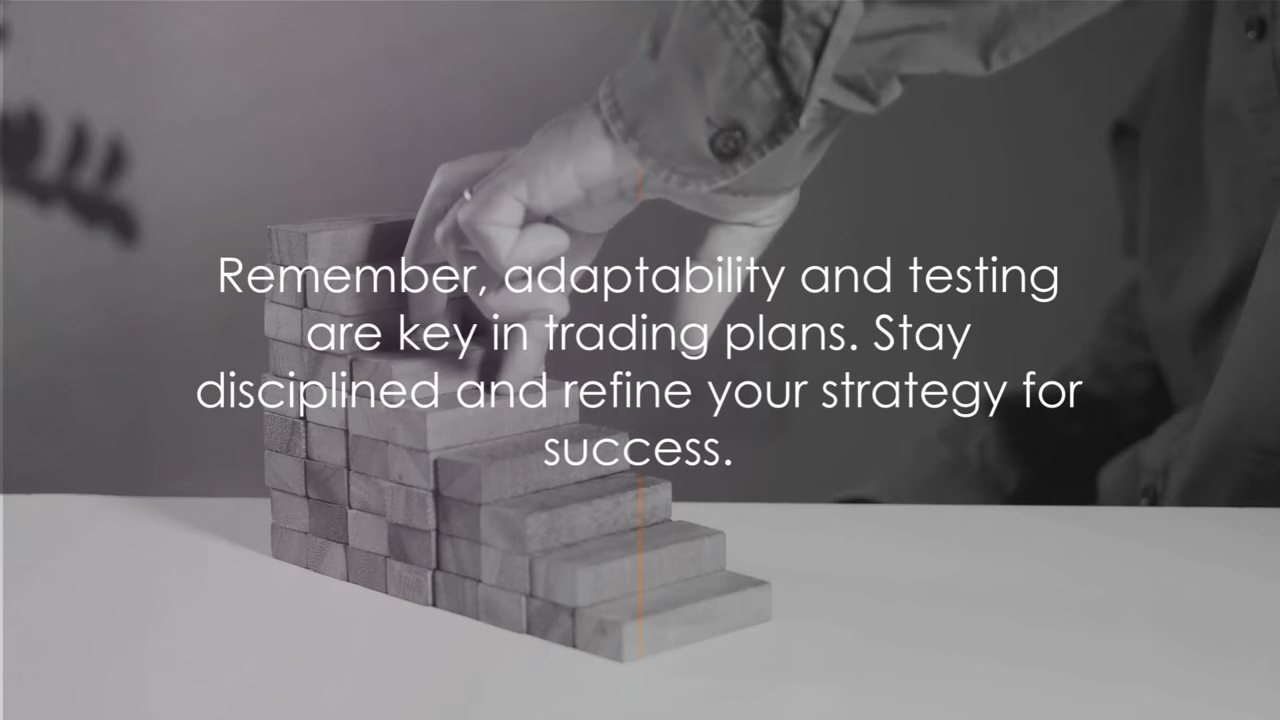 Remember, adaptability and testing
are key in trading plans. Stay
disciplined and refine your strategy for
success.